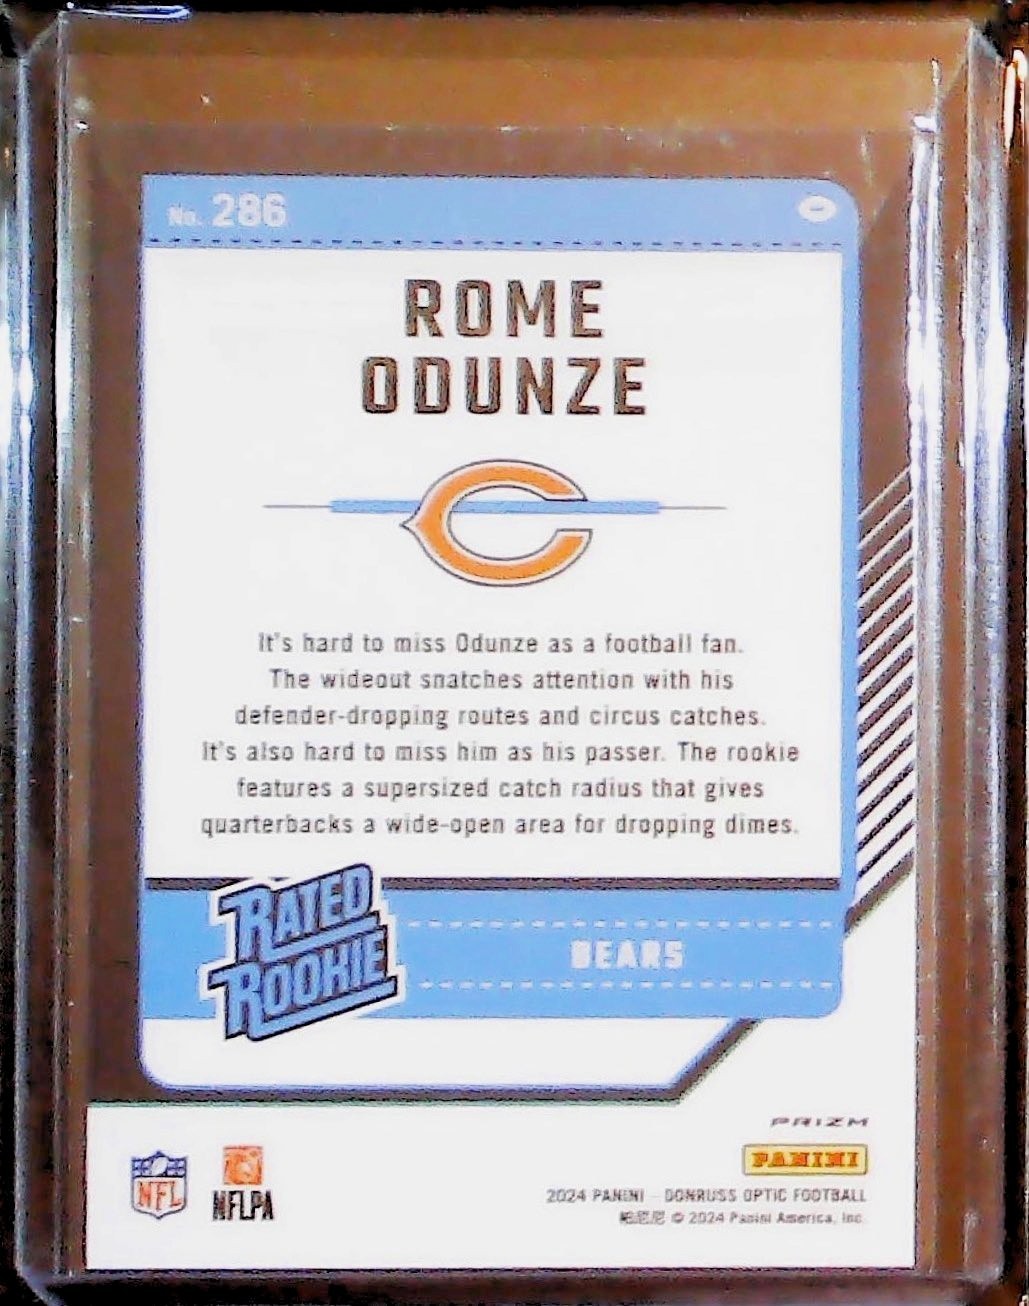 No. 286
ROME
ODUNZE
It's hard to miss Odunze as a football fan.
The wideout snatches attention with his
defender-dropping routes and circus catches.
It's also hard to miss him as his passer. The rookie
features a supersized catch radius that gives
quarterbacks a wide-open area for dropping dimes.
RATED
ROOKIE
BEARS
PRIZM
PANINI
NFL
NFLPA
2024 PANINI - DONRUSS OPTIC FOOTBALL
帕尼尼 © 2024 Panini America, Inc.